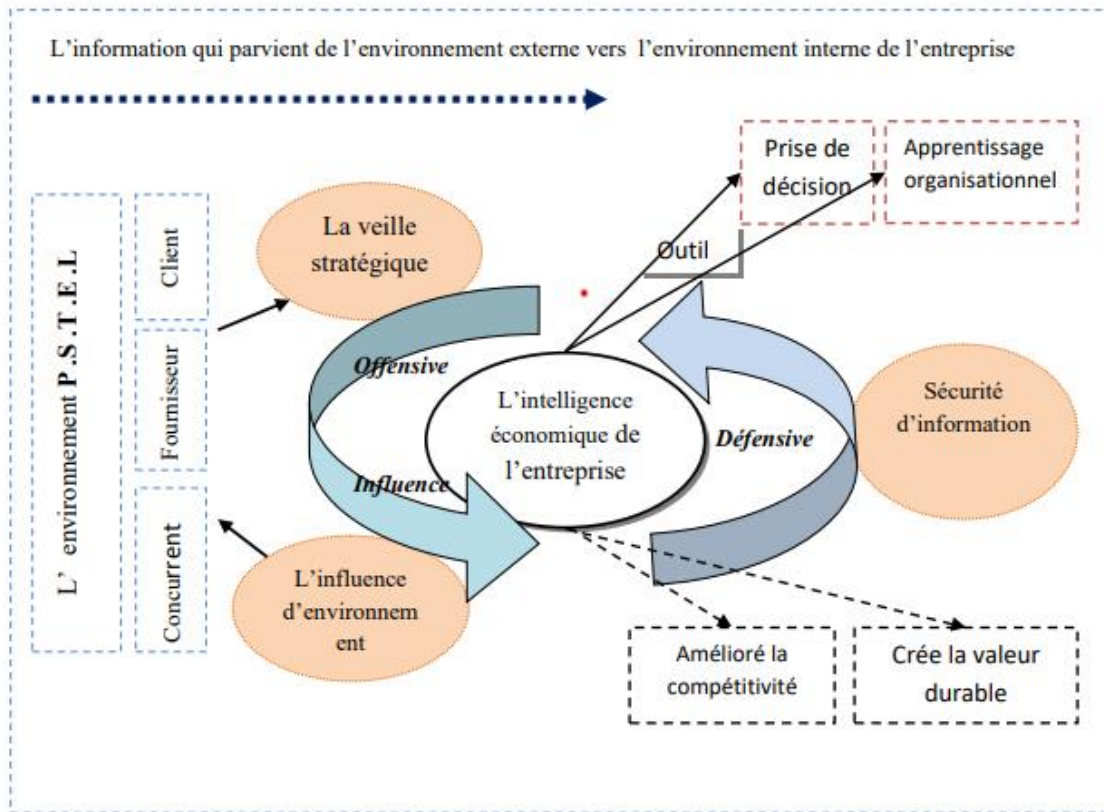 L'information qui parvient de l'environnement externe vers l'environnement interne de l'entreprise
Prise de
décision
Apprentissage
organisationnel
Outil
L' environnement P.S.T.E.L
Client
Fournisseur
Concurrent
La veille
stratégique
Offensive
Influence
L'intelligence
économique de
l'entreprise
Défensive
Sécurité
d'information
L'influence
d'environnem
ent
Amélioré la
compétitivité
Crée la valeur
durable